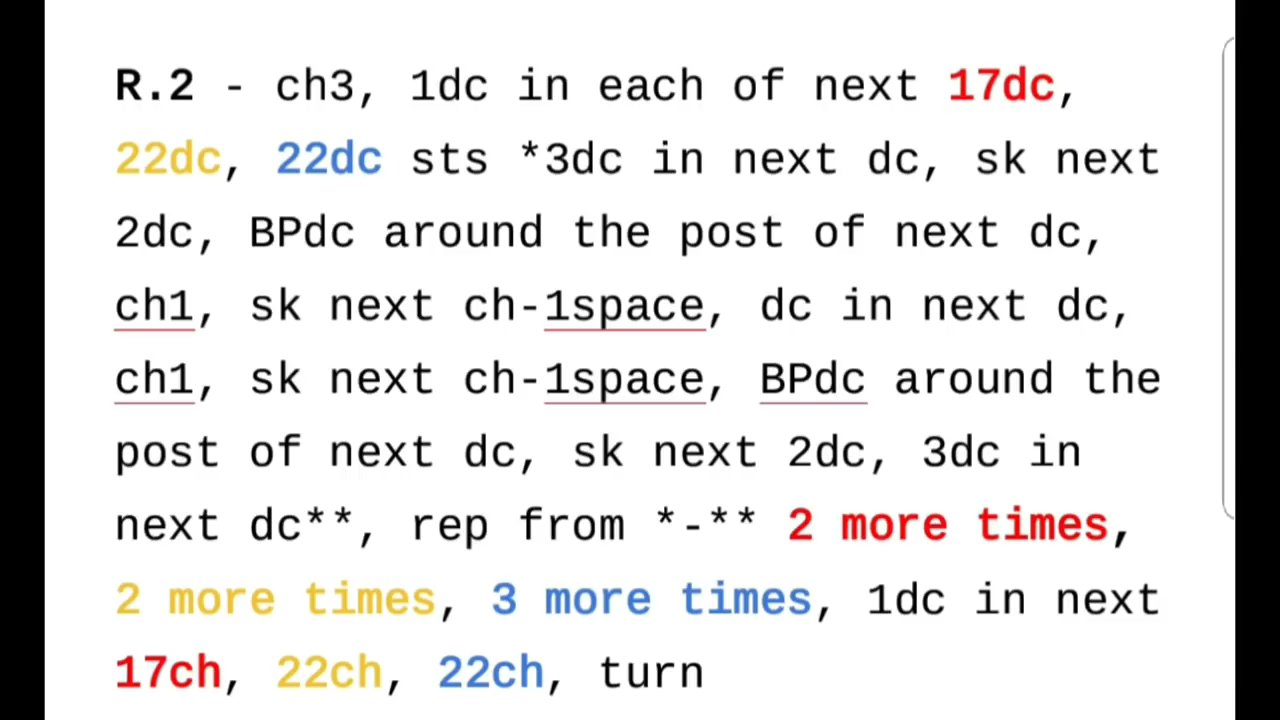 R.2 - ch3, 1dc in each of next 17dc,
22dc, 22dc sts *3dc in next dc, sk next
2dc, BPdc around the post of next dc,
ch1, sk next ch-1space, dc in next dc,
ch1, sk next ch-1space, BPdc around the
post of next dc, sk next 2dc, 3dc in
next dc**, rep from *-** 2 more times,
2 more times, 3 more times, 1dc in next
17ch, 22ch, 22ch, turn